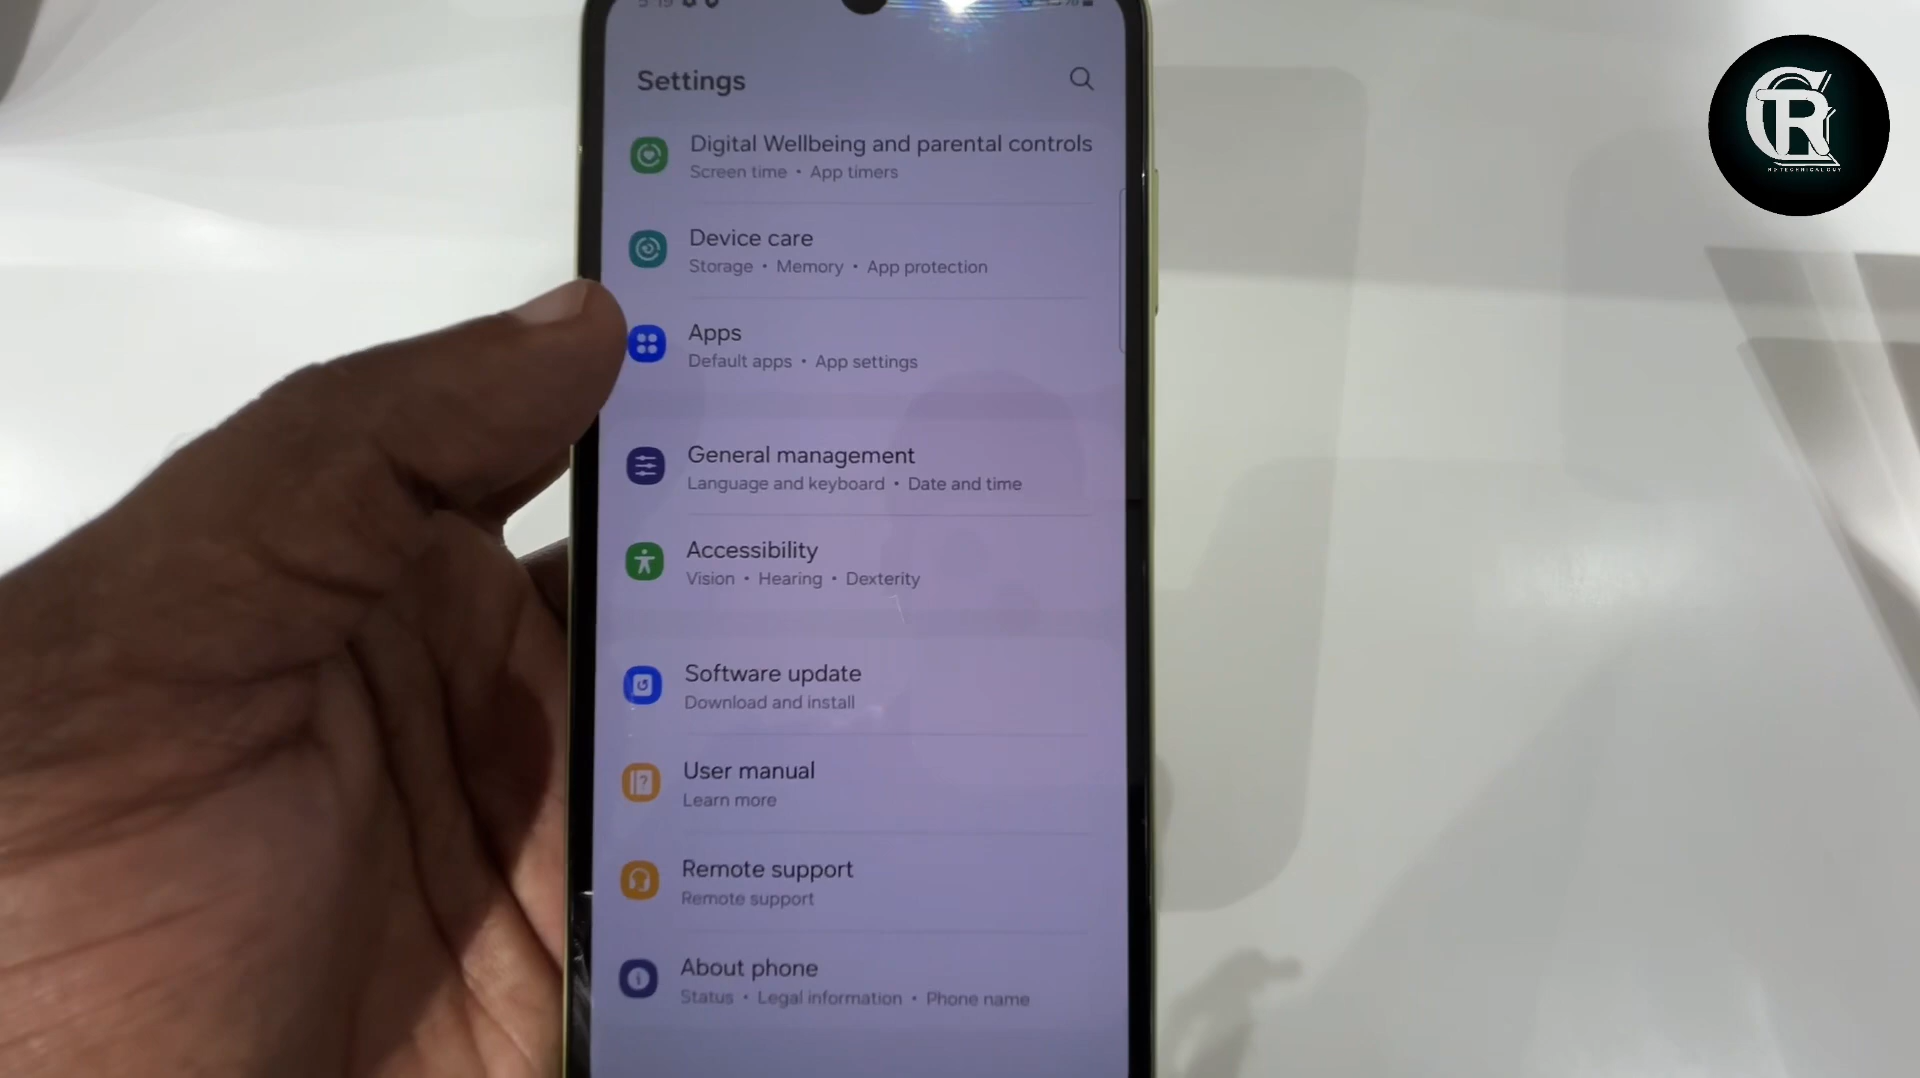 5:19
Settings
Digital Wellbeing and parental controls
Screen time • App timers
Device care
Storage • Memory • App protection
Apps
Default apps • App settings
General management
Language and keyboard • Date and time
Accessibility
Vision • Hearing • Dexterity
Software update
Download and install
User manual
Learn more
Remote support
Remote support
About phone
Status • Legal information • Phone name